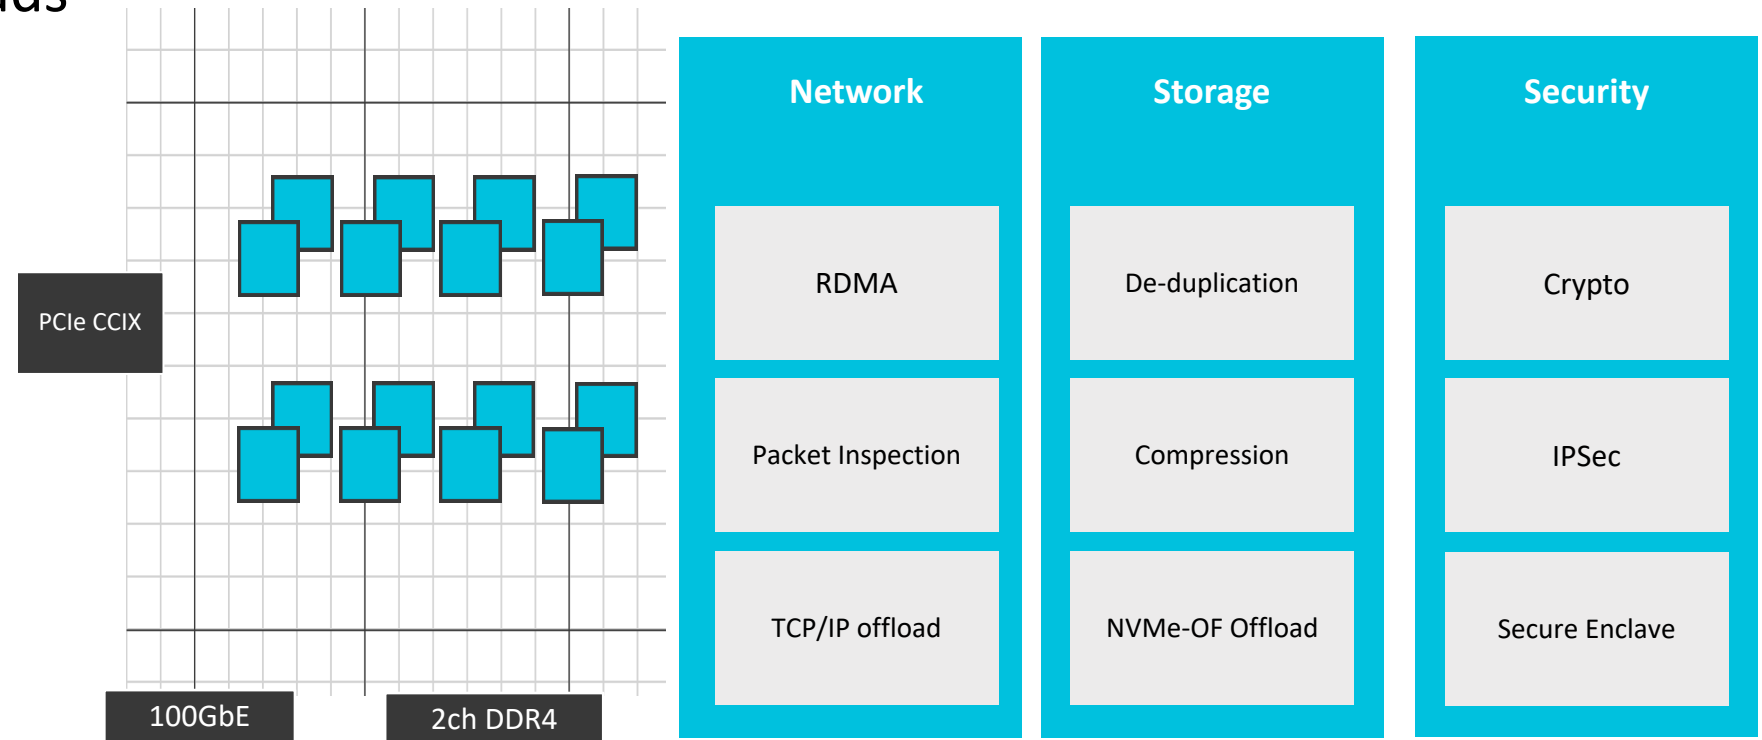 PCIe CCIX
100GbE
2ch DDR4
Network
RDMA
Packet Inspection
TCP/IP offload
Storage
De-duplication
Compression
NVMe-OF Offload
Security
Crypto
IPSec
Secure Enclave